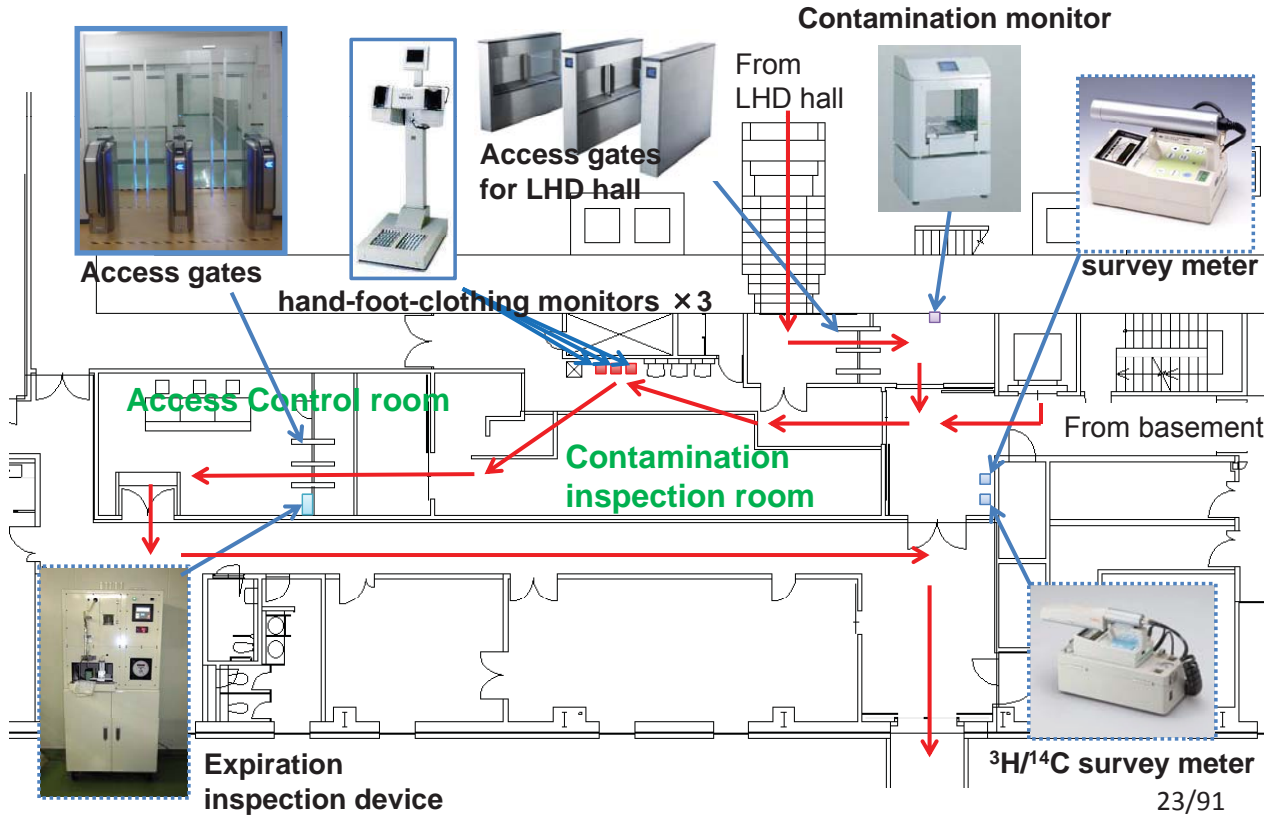 Contamination monitor
From
LHD hall
Access gates
for LHD hall
Access gates
survey meter
hand-foot-clothing monitors ×3
Access Control room
From basement
Contamination
inspection room
Expiration
inspection device
³H/¹⁴C survey meter
23/91